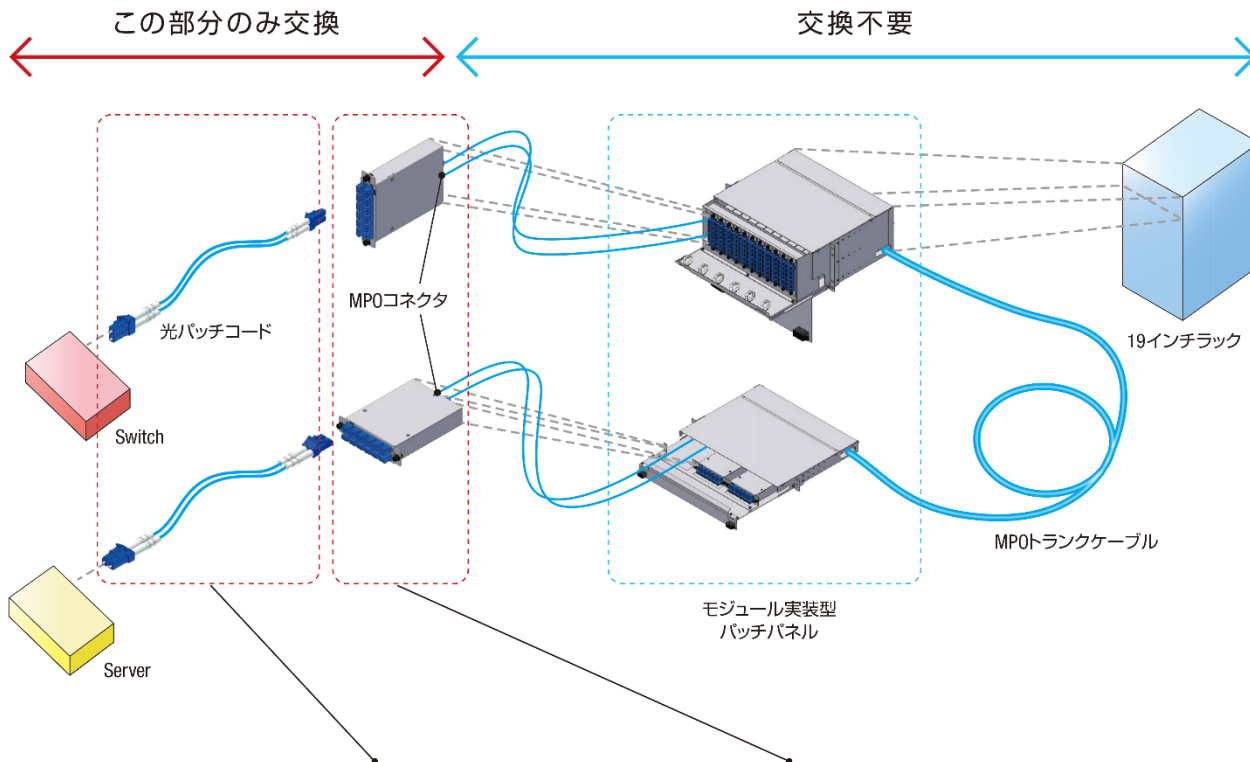 この部分のみ交換
交換不要
MPOコネクタ
光パッチコード
19インチラック
Switch
MPOトランクケーブル
モジュール実装型
パッチパネル
Server